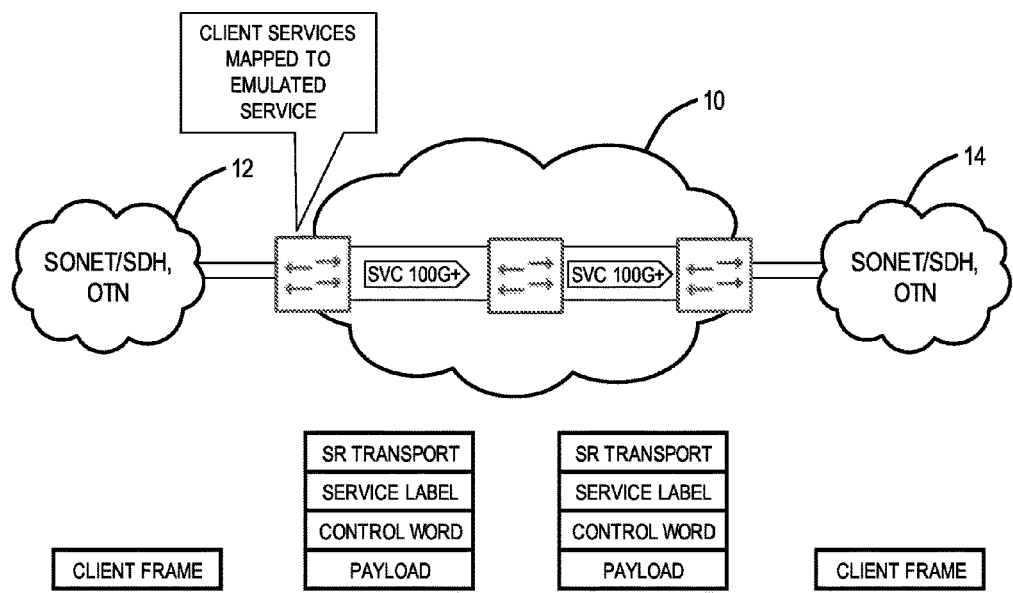 CLIENT SERVICES
MAPPED TO
EMULATED
SERVICE
10
12
14
SONET/SDH,
OTN
SVC 100G+
SVC 100G+
SONET/SDH,
OTN
SR TRANSPORT
SERVICE LABEL
CONTROL WORD
PAYLOAD
SR TRANSPORT
SERVICE LABEL
CONTROL WORD
PAYLOAD
CLIENT FRAME
CLIENT FRAME